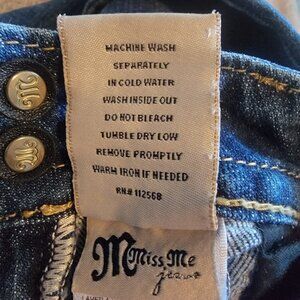 MACHINE WASH
SEPARATELY
IN COLD WATER
WASH INSIDE OUT
DO NOT BLEACH
TUMBLE DRY LOW
REMOVE PROMPTLY
WARM IRON IF NEEDED
RN# 112568
M
M
M Miss Me
jeans